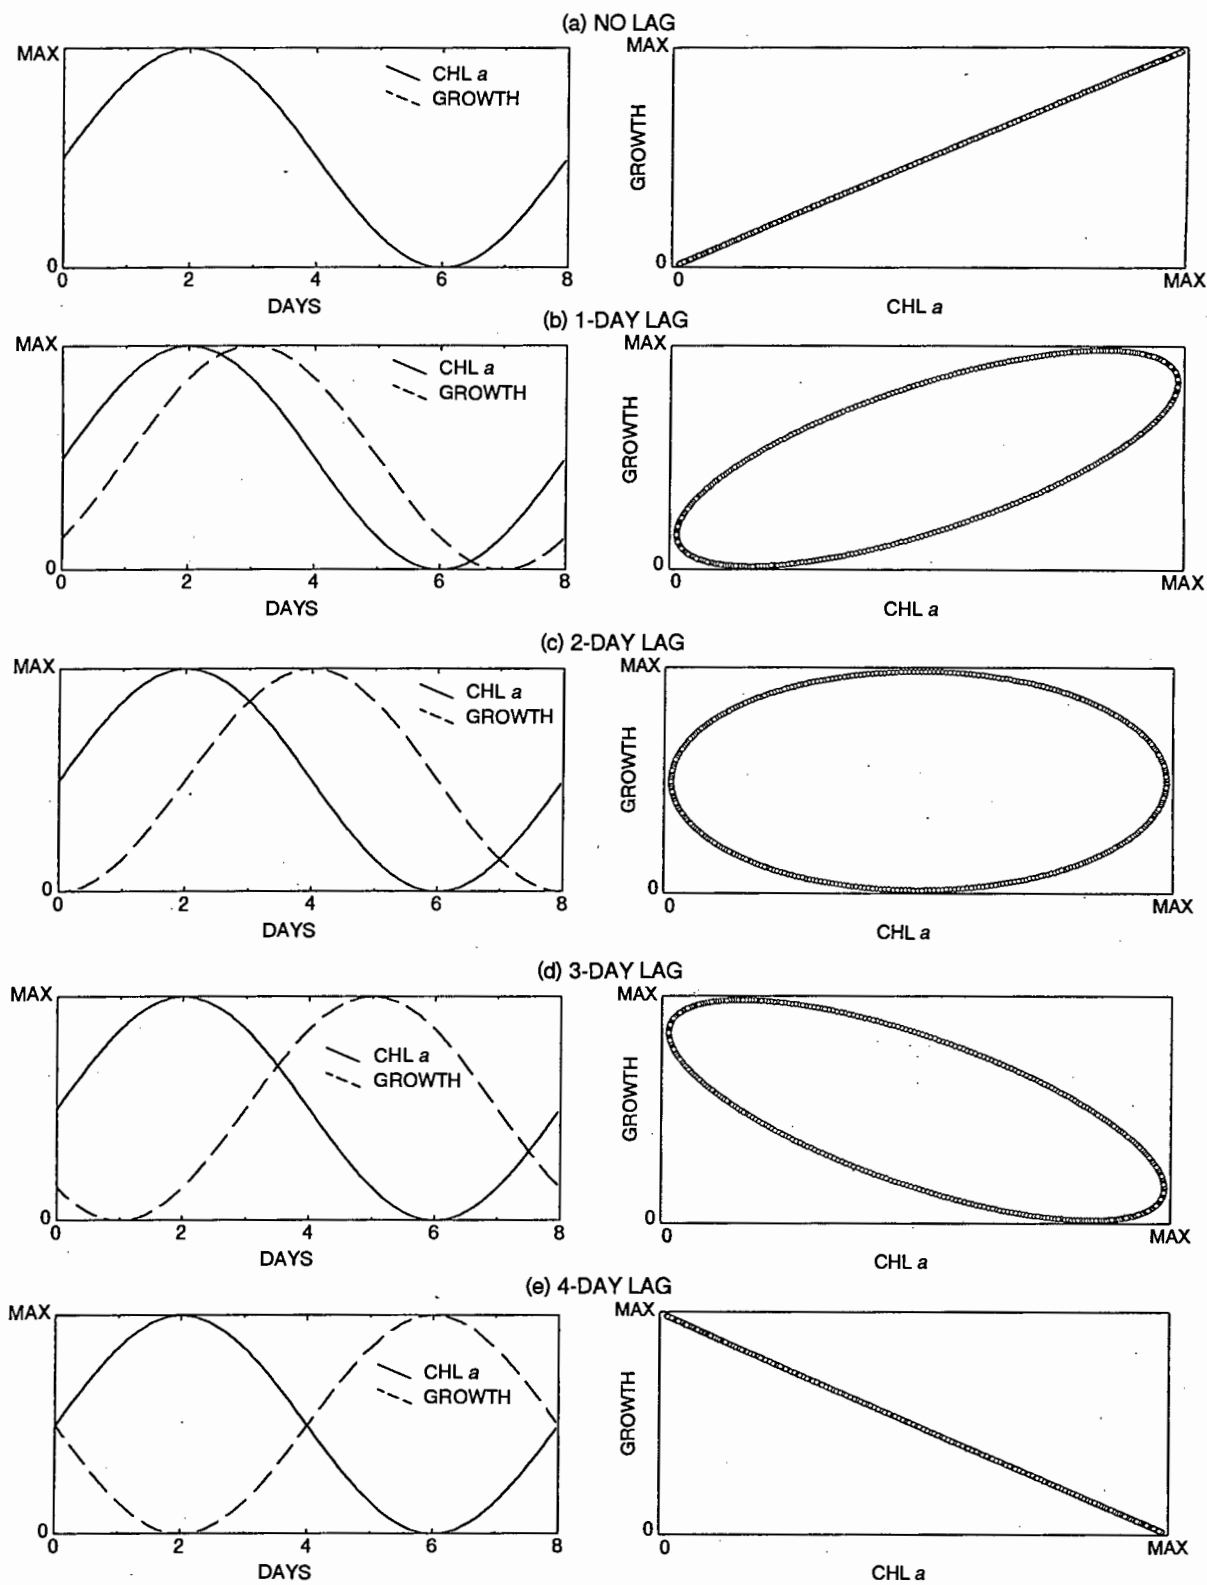 (a) NO LAG
MAX
CHL a
GROWTH
0
0 2 4 6 8
DAYS
MAX
GROWTH
0
0 MAX
CHL a
(b) 1-DAY LAG
MAX
CHL a
GROWTH
0
0 2 4 6 8
DAYS
MAX
GROWTH
0
0 MAX
CHL a
(c) 2-DAY LAG
MAX
CHL a
GROWTH
0
0 2 4 6 8
DAYS
MAX
GROWTH
0
0 MAX
CHL a
(d) 3-DAY LAG
MAX
CHL a
GROWTH
0
0 2 4 6 8
DAYS
MAX
GROWTH
0
0 MAX
CHL a
(e) 4-DAY LAG
MAX
CHL a
GROWTH
0
0 2 4 6 8
DAYS
MAX
GROWTH
0
0 MAX
CHL a